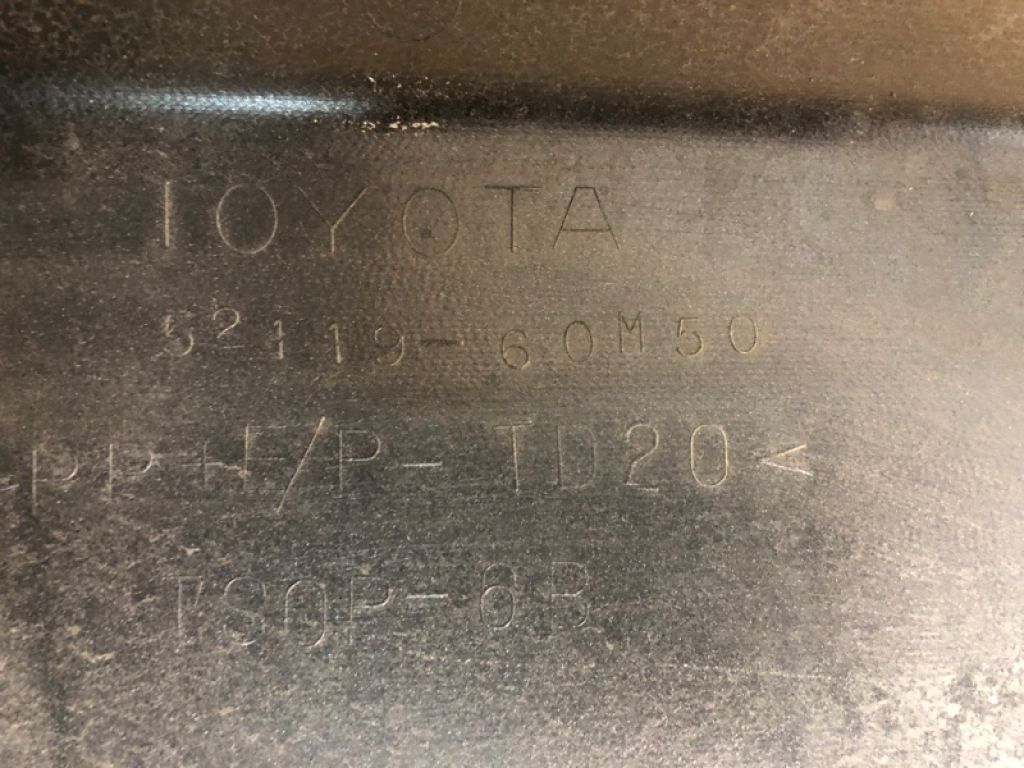 TOYOTA
52119-60M50
>PP+E/P-TD20<
TSOP-6B